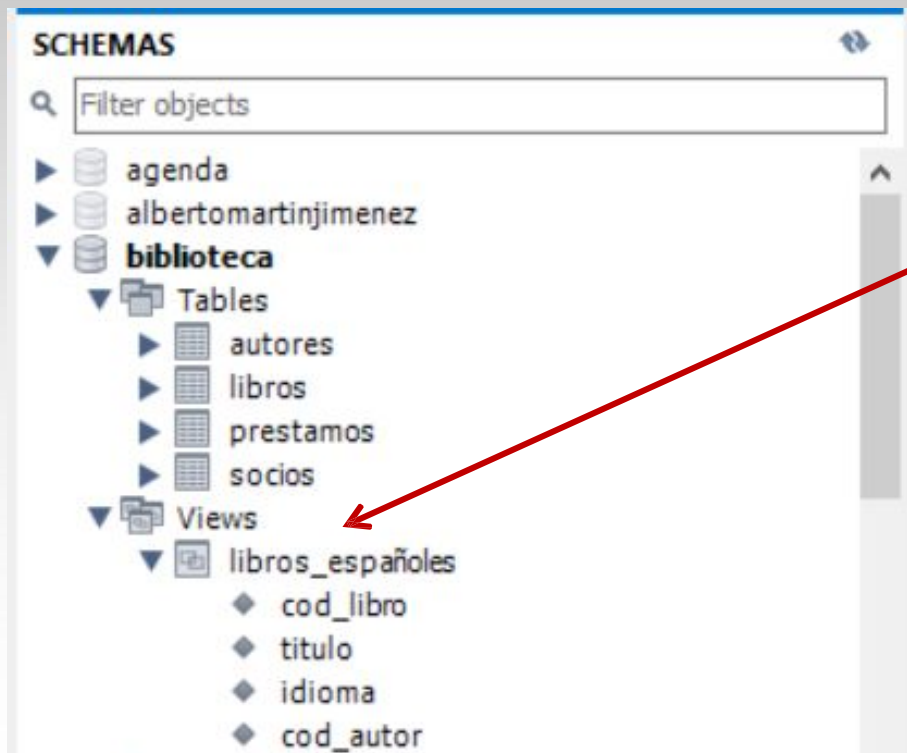 SCHEMAS
Filter objects
agenda
albertomartinjimenez
biblioteca
Tables
autores
libros
prestamos
socios
Views
libros_españoles
cod_libro
titulo
idioma
cod_autor